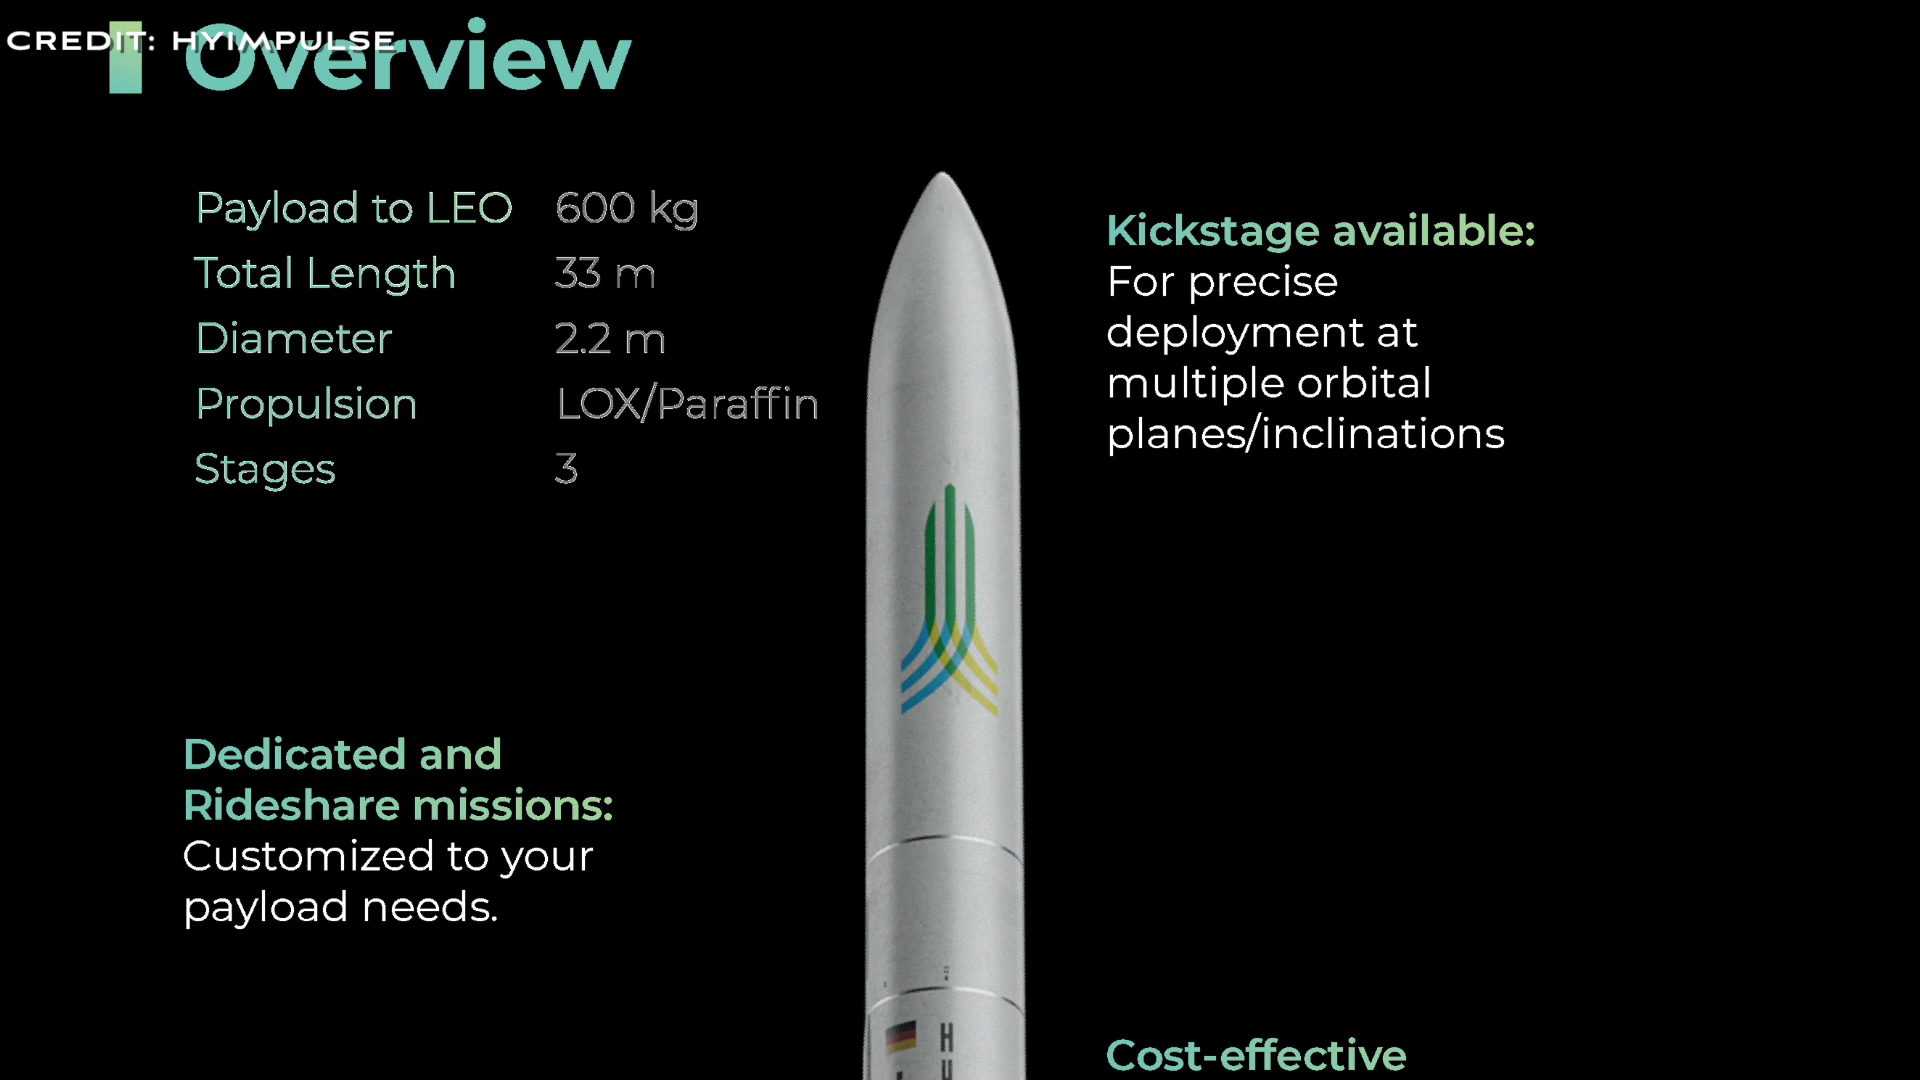 CREDIT: HYIMPULSE
Overview
Payload to LEO 600 kg
Total Length 33 m
Diameter 2.2 m
Propulsion LOX/Paraffin
Stages 3
Kickstage available:
For precise
deployment at
multiple orbital
planes/inclinations
Dedicated and
Rideshare missions:
Customized to your
payload needs.
Cost-effective